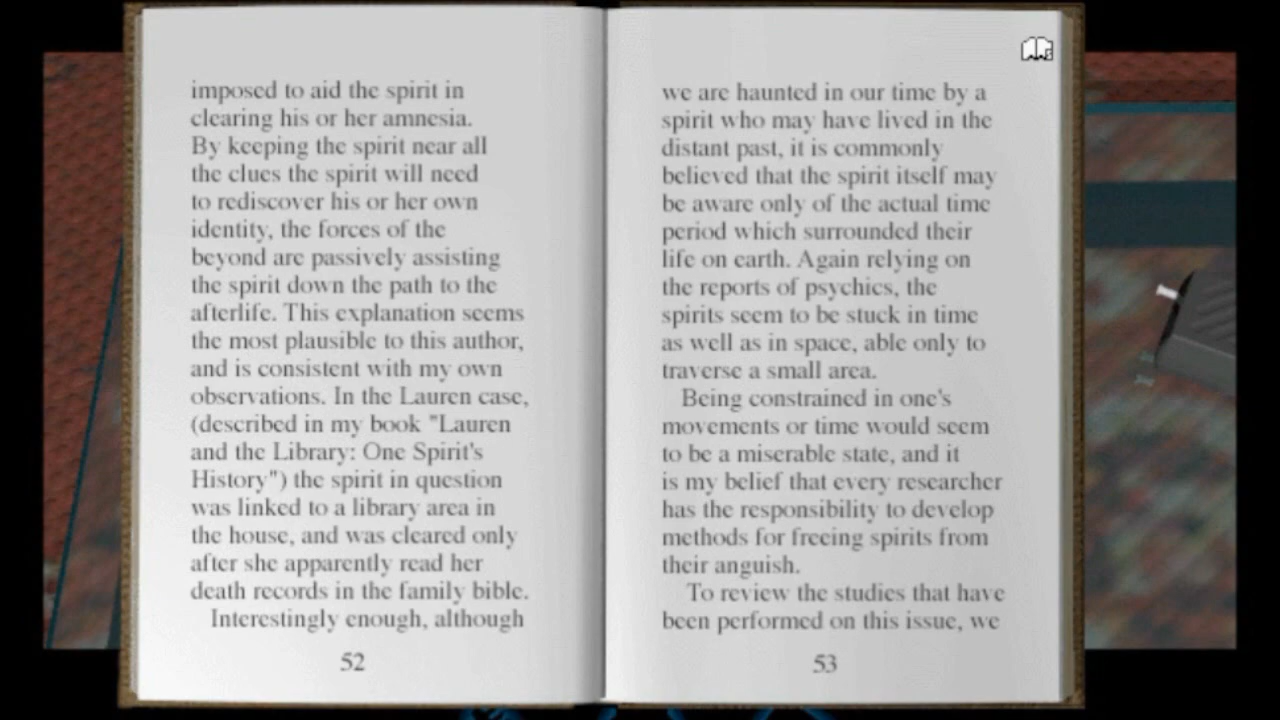 imposed to aid the spirit in
clearing his or her amnesia.
By keeping the spirit near all
the clues the spirit will need
to rediscover his or her own
identity, the forces of the
beyond are passively assisting
the spirit down the path to the
afterlife. This explanation seems
the most plausible to this author,
and is consistent with my own
observations. In the Lauren case,
(described in my book "Lauren
and the Library: One Spirit's
History") the spirit in question
was linked to a library area in
the house, and was cleared only
after she apparently read her
death records in the family bible.
Interestingly enough, although
52
we are haunted in our time by a
spirit who may have lived in the
distant past, it is commonly
believed that the spirit itself may
be aware only of the actual time
period which surrounded their
life on earth. Again relying on
the reports of psychics, the
spirits seem to be stuck in time
as well as in space, able only to
traverse a small area.
Being constrained in one's
movements or time would seem
to be a miserable state, and it
is my belief that every researcher
has the responsibility to develop
methods for freeing spirits from
their anguish.
To review the studies that have
been performed on this issue, we
53